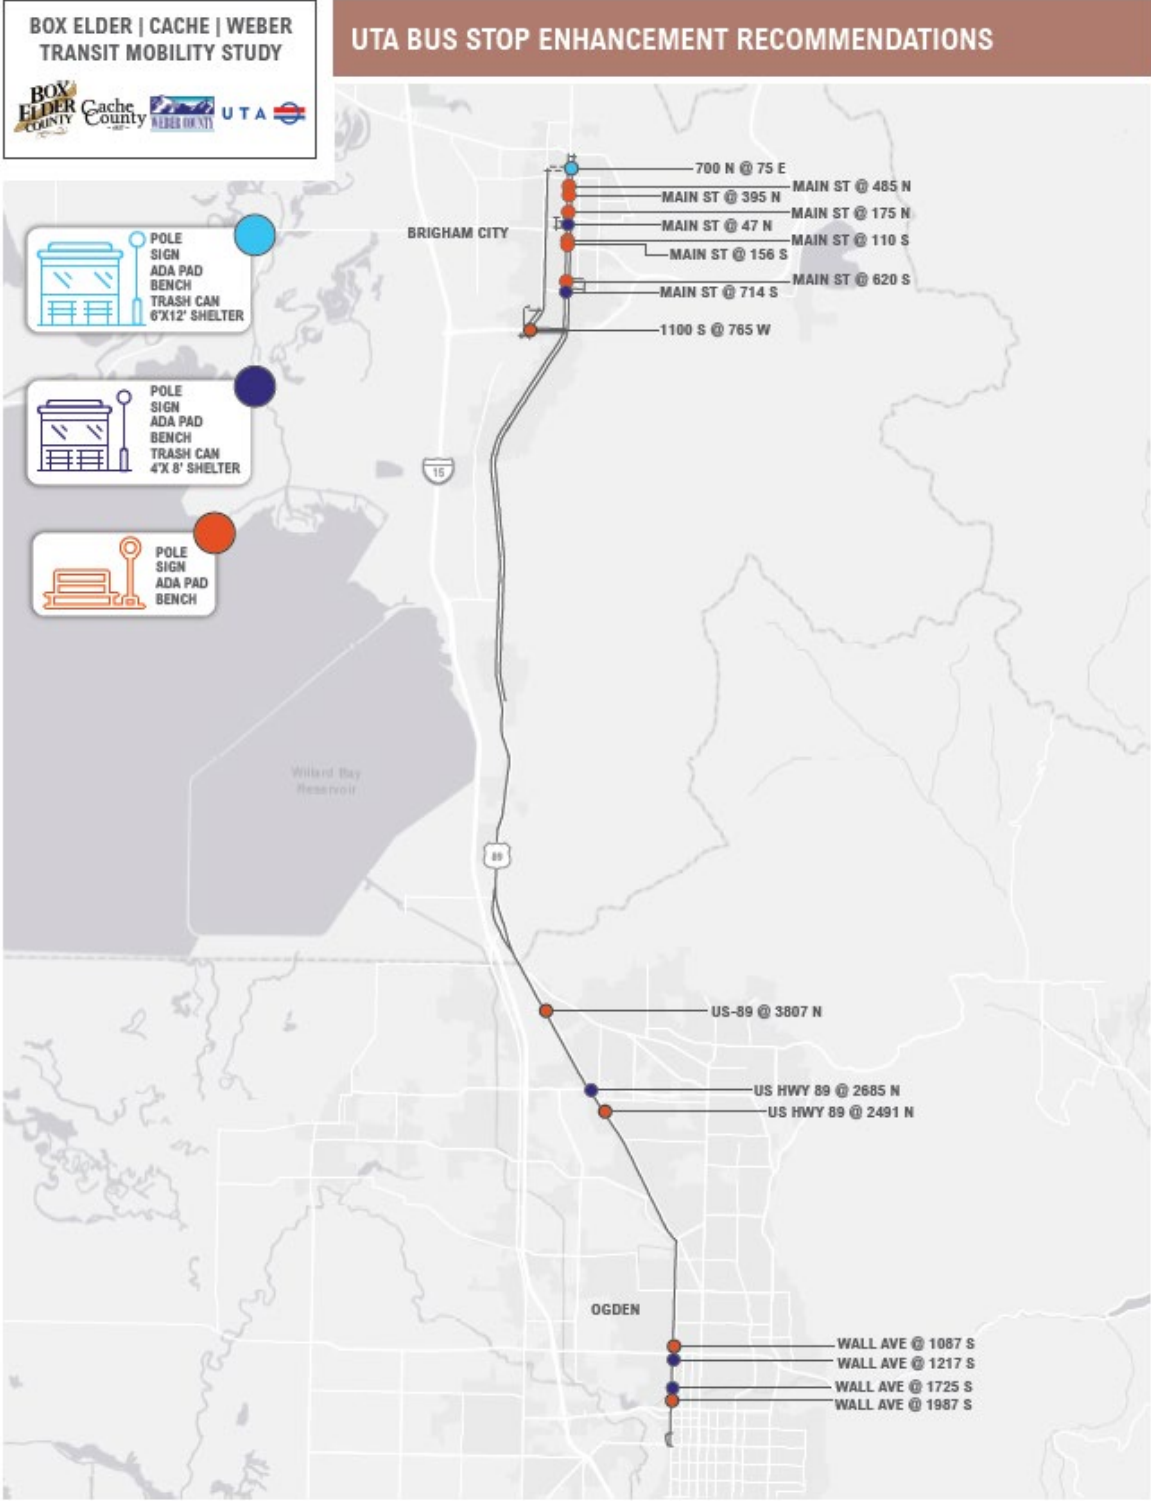 BOX ELDER | CACHE | WEBER
TRANSIT MOBILITY STUDY
BOX
ELDER
COUNTY
Cache
County
1857
WEBER COUNTY
UTA
UTA BUS STOP ENHANCEMENT RECOMMENDATIONS
POLE
SIGN
ADA PAD
BENCH
TRASH CAN
6'X12' SHELTER
POLE
SIGN
ADA PAD
BENCH
TRASH CAN
4'X 8' SHELTER
POLE
SIGN
ADA PAD
BENCH
700 N @ 75 E
MAIN ST @ 485 N
MAIN ST @ 395 N
MAIN ST @ 175 N
MAIN ST @ 47 N
BRIGHAM CITY
MAIN ST @ 110 S
MAIN ST @ 156 S
MAIN ST @ 620 S
MAIN ST @ 714 S
1100 S @ 765 W
15
Willard Bay
Reservoir
89
US-89 @ 3807 N
US HWY 89 @ 2685 N
US HWY 89 @ 2491 N
OGDEN
WALL AVE @ 1087 S
WALL AVE @ 1217 S
WALL AVE @ 1725 S
WALL AVE @ 1987 S